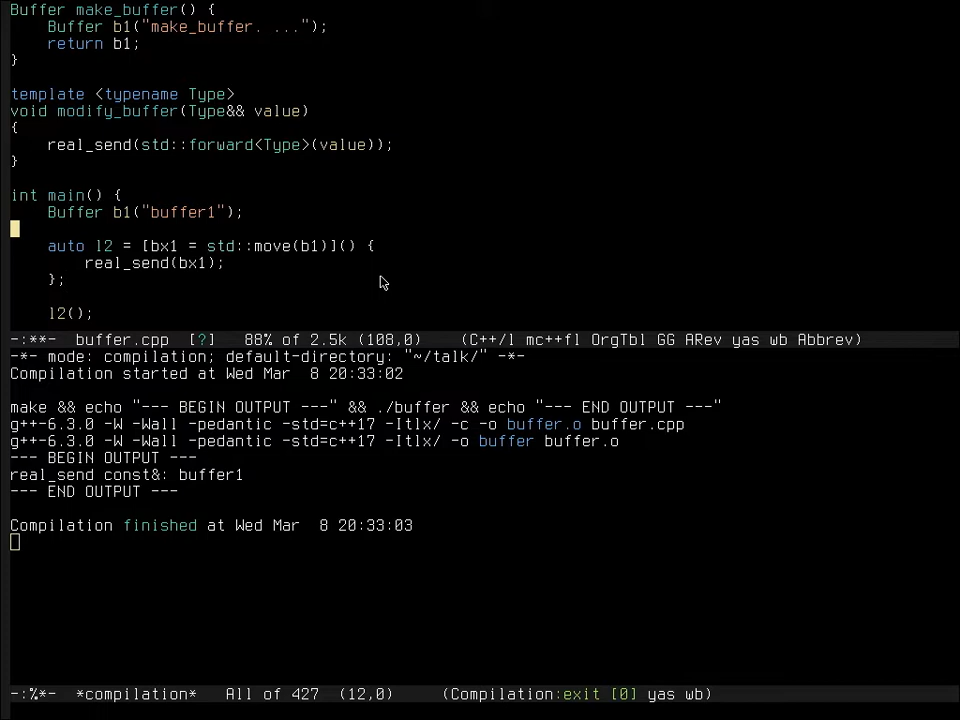 Buffer make_buffer() {
    Buffer b1("make_buffer. ...");
    return b1;
}
template <typename Type>
void modify_buffer(Type&& value)
{
    real_send(std::forward<Type>(value));
}
int main() {
    Buffer b1("buffer1");
    auto l2 = [bx1 = std::move(b1)]() {
        real_send(bx1);
    };
    l2();
-:**-  buffer.cpp  [?]   88% of 2.5k (108,0)    (C++/l mc++fl OrgTbl GG ARev yas wb Abbrev)
-*- mode: compilation; default-directory: "~/talk/" -*-
Compilation started at Wed Mar  8 20:33:02
make && echo "--- BEGIN OUTPUT ---" && ./buffer && echo "--- END OUTPUT ---"
g++-6.3.0 -W -Wall -pedantic -std=c++17 -Itlx/ -c -o buffer.o buffer.cpp
g++-6.3.0 -W -Wall -pedantic -std=c++17 -Itlx/ -o buffer buffer.o
--- BEGIN OUTPUT ---
real_send const&: buffer1
--- END OUTPUT ---
Compilation finished at Wed Mar  8 20:33:03
-:%*-  *compilation*   All of 427  (12,0)     (Compilation:exit [0] yas wb)